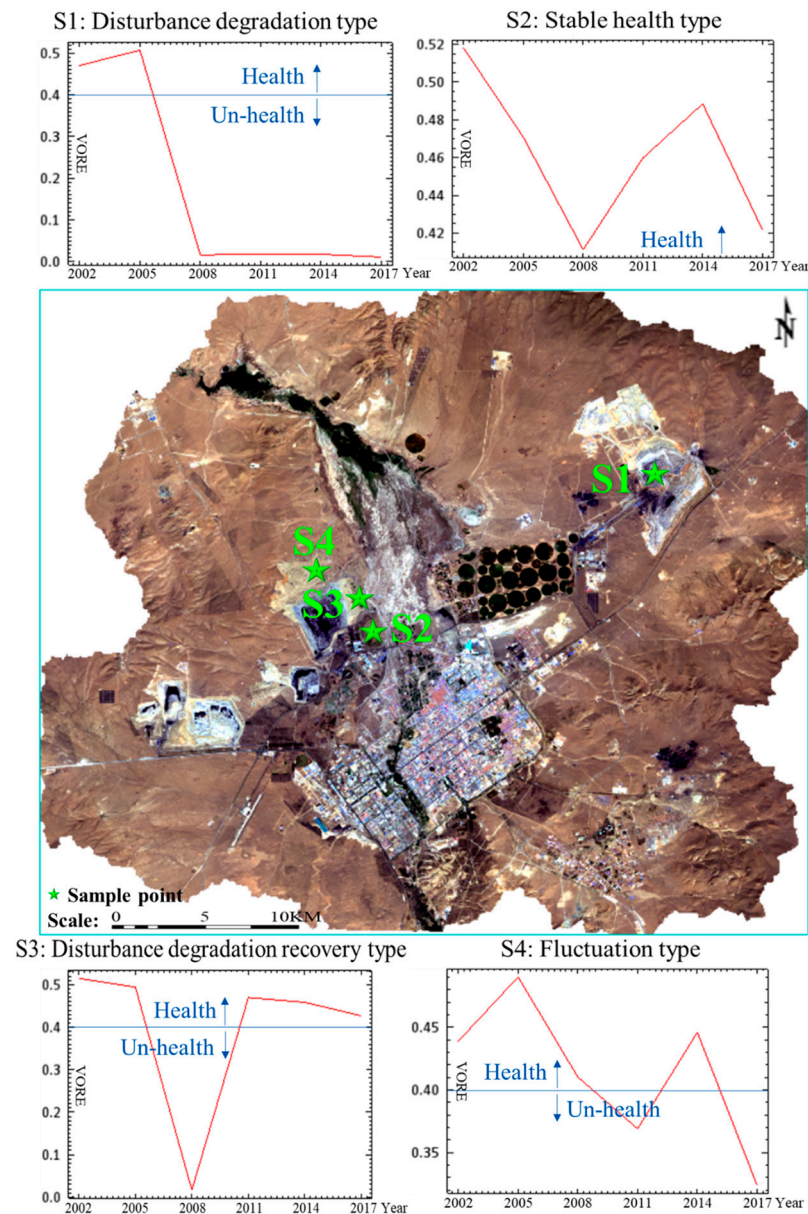 S1: Disturbance degradation type
S2: Stable health type
0.5
0.4
0.3
0.2
0.1
0.0
VORE
Health
Un-health
2002 2005 2008 2011 2014 2017 Year
0.52
0.50
0.48
0.46
0.44
0.42
VORE
Health
2002 2005 2008 2011 2014 2017 Year
N
S1
S4
S3
S2
Sample point
Scale: 0 5 10KM
S3: Disturbance degradation recovery type
S4: Fluctuation type
0.5
0.4
0.3
0.2
0.1
0.0
VORE
Health
Un-health
2002 2005 2008 2011 2014 2017 Year
0.45
0.40
0.35
VORE
Health
Un-health
2002 2005 2008 2011 2014 2017 Year